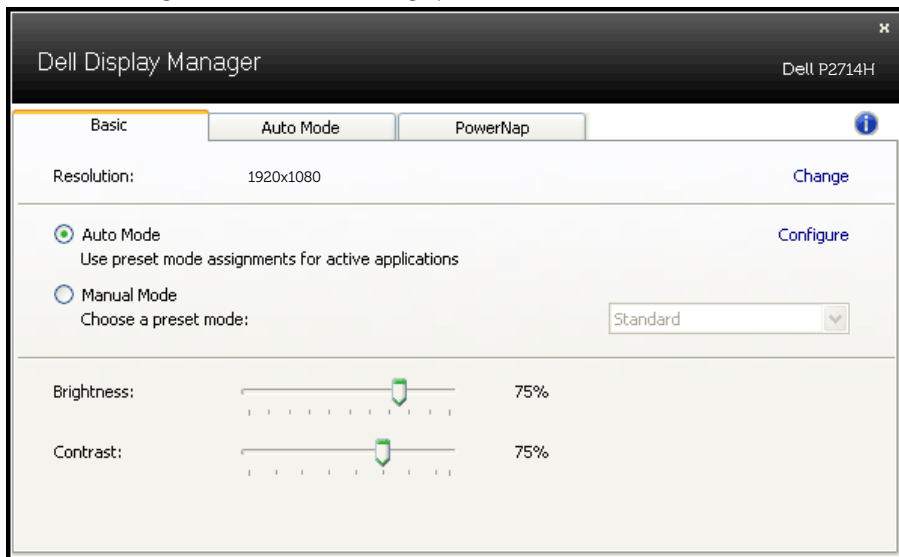 x
Dell Display Manager
Dell P2714H
Basic Auto Mode PowerNap i
Resolution: 1920x1080 Change
Auto Mode Configure
Use preset mode assignments for active applications
Manual Mode
Choose a preset mode: Standard
Brightness: 75%
Contrast: 75%